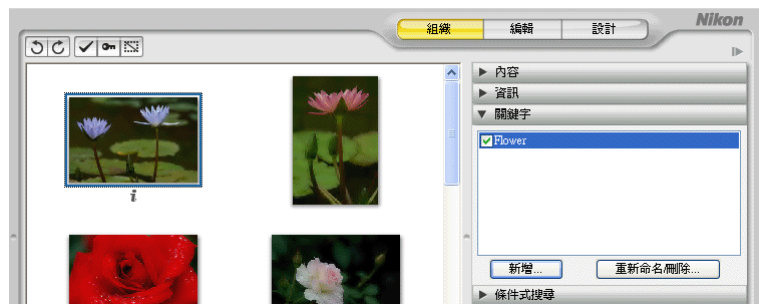 Nikon
組織
編輯
設計
內容
資訊
關鍵字
Flower
新增...
重新命名/刪除...
條件式搜尋